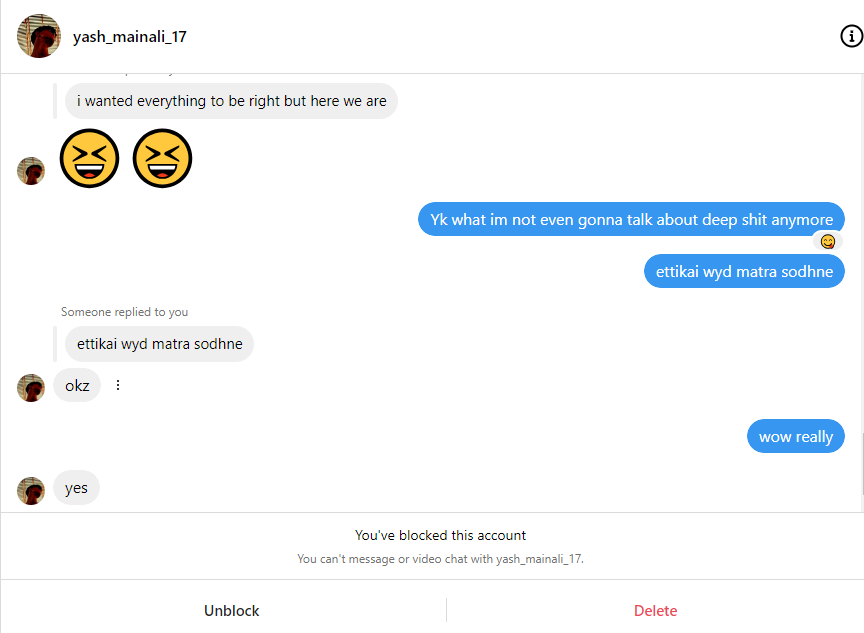 yash_mainali_17
i wanted everything to be right but here we are
Yk what im not even gonna talk about deep shit anymore
ettikai wyd matra sodhne
Someone replied to you
ettikai wyd matra sodhne
okz
wow really
yes
You've blocked this account
You can't message or video chat with yash_mainali_17.
Unblock Delete